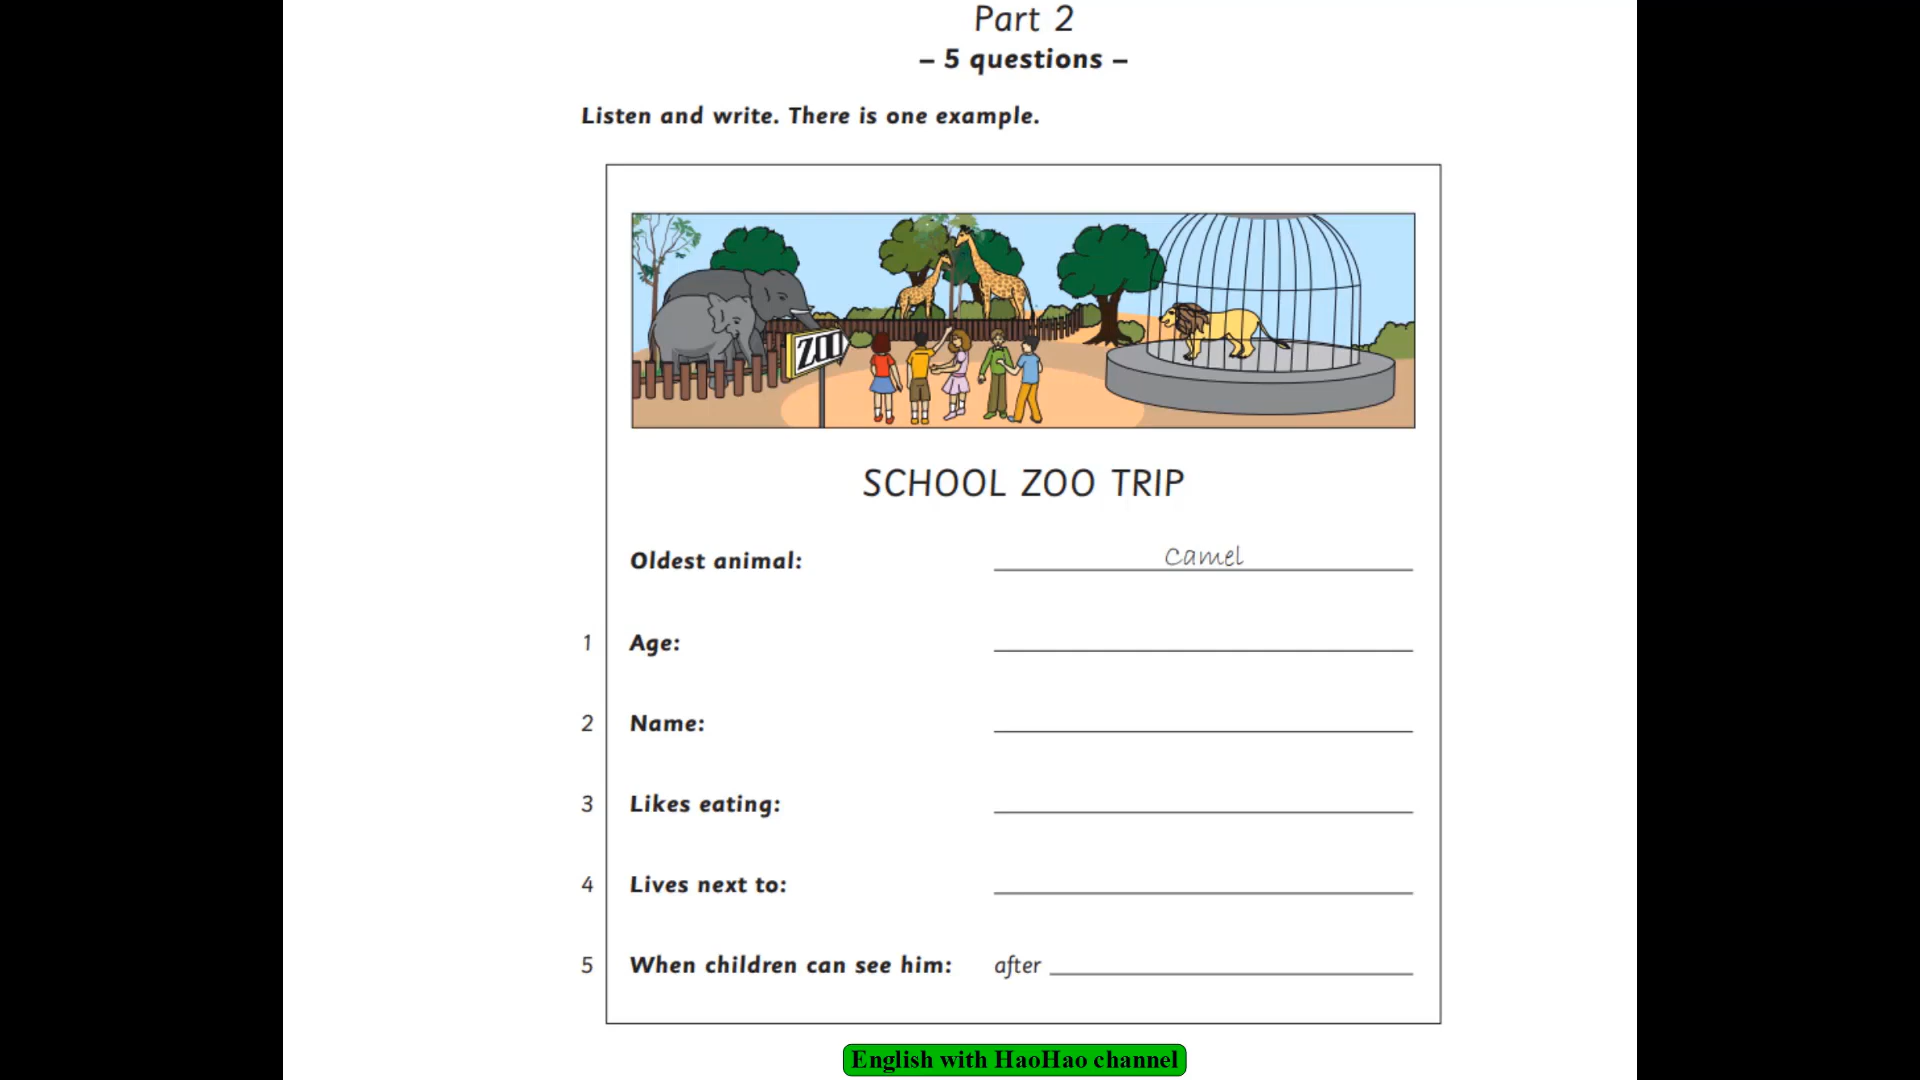 Part 2
– 5 questions –
Listen and write. There is one example.
ZOO
SCHOOL ZOO TRIP
Oldest animal: Camel
1 Age:
2 Name:
3 Likes eating:
4 Lives next to:
5 When children can see him: after
English with HaoHao channel